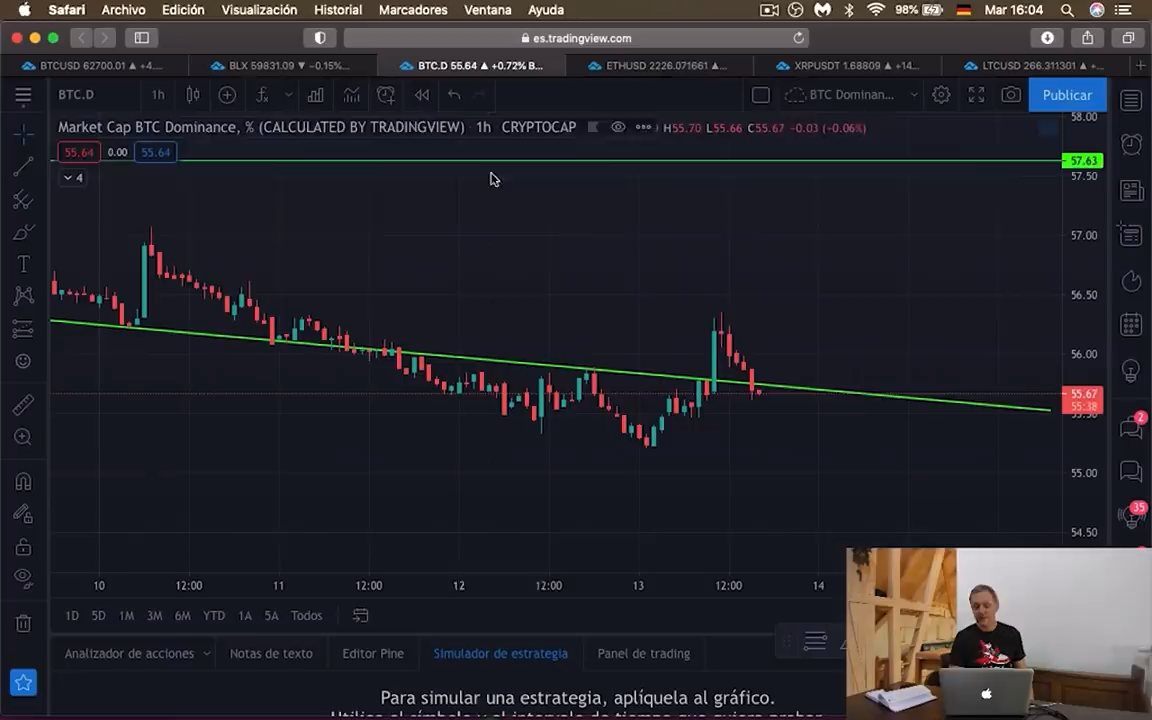 Safari Archivo Edición Visualización Historial Marcadores Ventana Ayuda 98% Mar 16:04
es.tradingview.com
BTCUSD 62700.01 ▲ +4.... BLX 59831.09 ▼ −0.15%... BTC.D 55.64 ▲ +0.72% B... ETHUSD 2226.071661 ▲... XRPUSDT 1.68809 ▲ +14... LTCUSD 266.311301 ▲ +...
BTC.D 1h BTC Dominan... Publicar
Market Cap BTC Dominance, % (CALCULATED BY TRADINGVIEW) 1h CRYPTOCAP H55.70 L55.66 C55.67 -0.03 (-0.06%)
55.64 0.00 55.64
4
58.00
57.63
57.50
57.00
56.50
56.00
55.67
55:38
55.00
54.50
2
35
10 12:00 11 12:00 12 12:00 13 12:00 14
1D 5D 1M 3M 6M YTD 1A 5A Todos
Analizador de acciones Notas de texto Editor Pine Simulador de estrategia Panel de trading
Para simular una estrategia, aplíquela al gráfico.